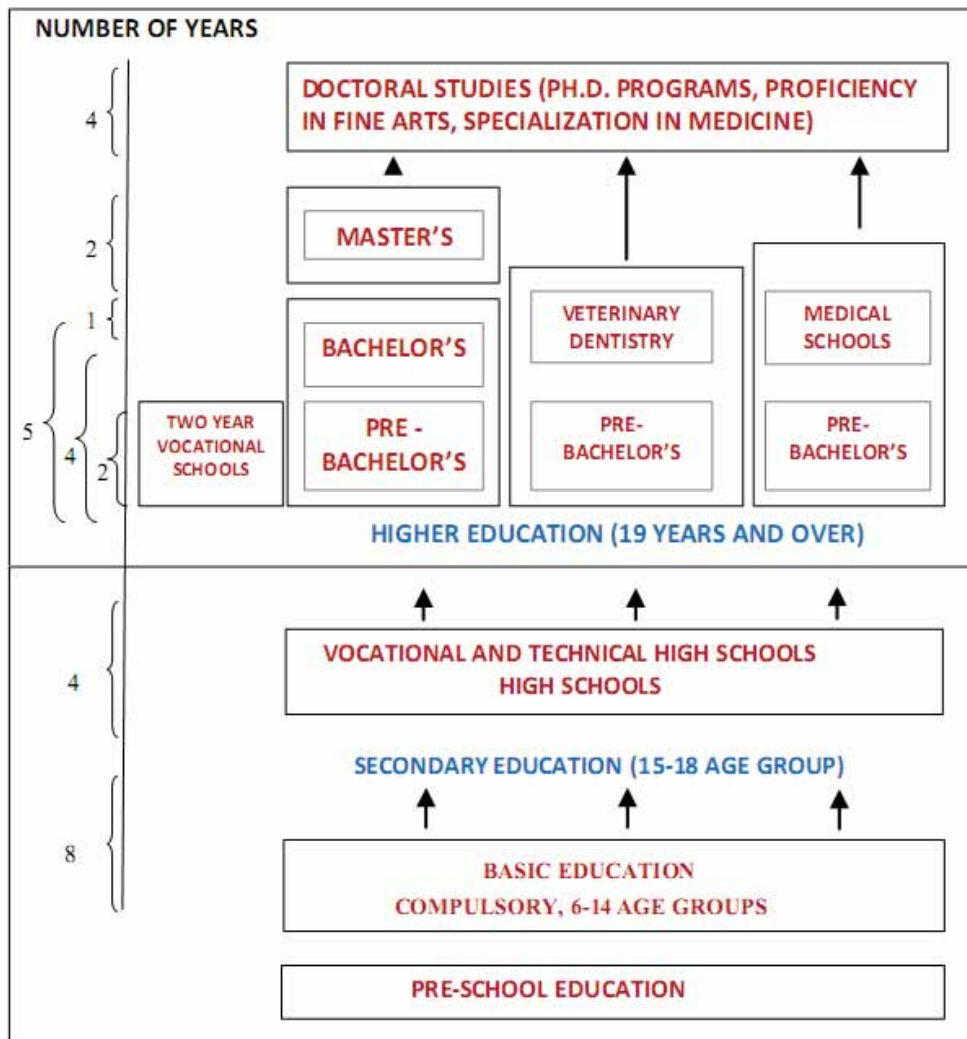 NUMBER OF YEARS
4
DOCTORAL STUDIES (PH.D. PROGRAMS, PROFICIENCY
IN FINE ARTS, SPECIALIZATION IN MEDICINE)
2
MASTER'S
1
5
4
2
TWO YEAR
VOCATIONAL
SCHOOLS
BACHELOR'S
PRE -
BACHELOR'S
VETERINARY
DENTISTRY
PRE-
BACHELOR'S
MEDICAL
SCHOOLS
PRE-
BACHELOR'S
HIGHER EDUCATION (19 YEARS AND OVER)
4
VOCATIONAL AND TECHNICAL HIGH SCHOOLS
HIGH SCHOOLS
SECONDARY EDUCATION (15-18 AGE GROUP)
8
BASIC EDUCATION
COMPULSORY, 6-14 AGE GROUPS
PRE-SCHOOL EDUCATION